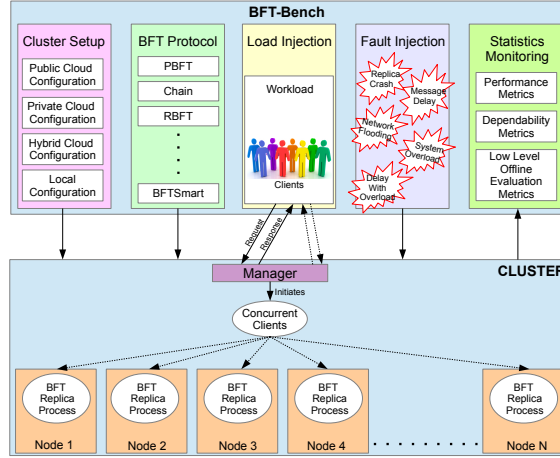 BFT-Bench
Cluster Setup
Public Cloud
Configuration
Private Cloud
Configuration
Hybrid Cloud
Configuration
Local
Configuration
BFT Protocol
PBFT
Chain
RBFT
BFTSmart
Load Injection
Workload
Clients
Fault Injection
Replica
Crash
Message
Delay
Network
Flooding
System
Overload
Delay
With
Overload
Statistics
Monitoring
Performance
Metrics
Dependability
Metrics
Low Level
Offline
Evaluation
Metrics
Request
Response
CLUSTER
Manager
Initiates
Concurrent
Clients
BFT
Replica
Process
Node 1
BFT
Replica
Process
Node 2
BFT
Replica
Process
Node 3
BFT
Replica
Process
Node 4
BFT
Replica
Process
Node N